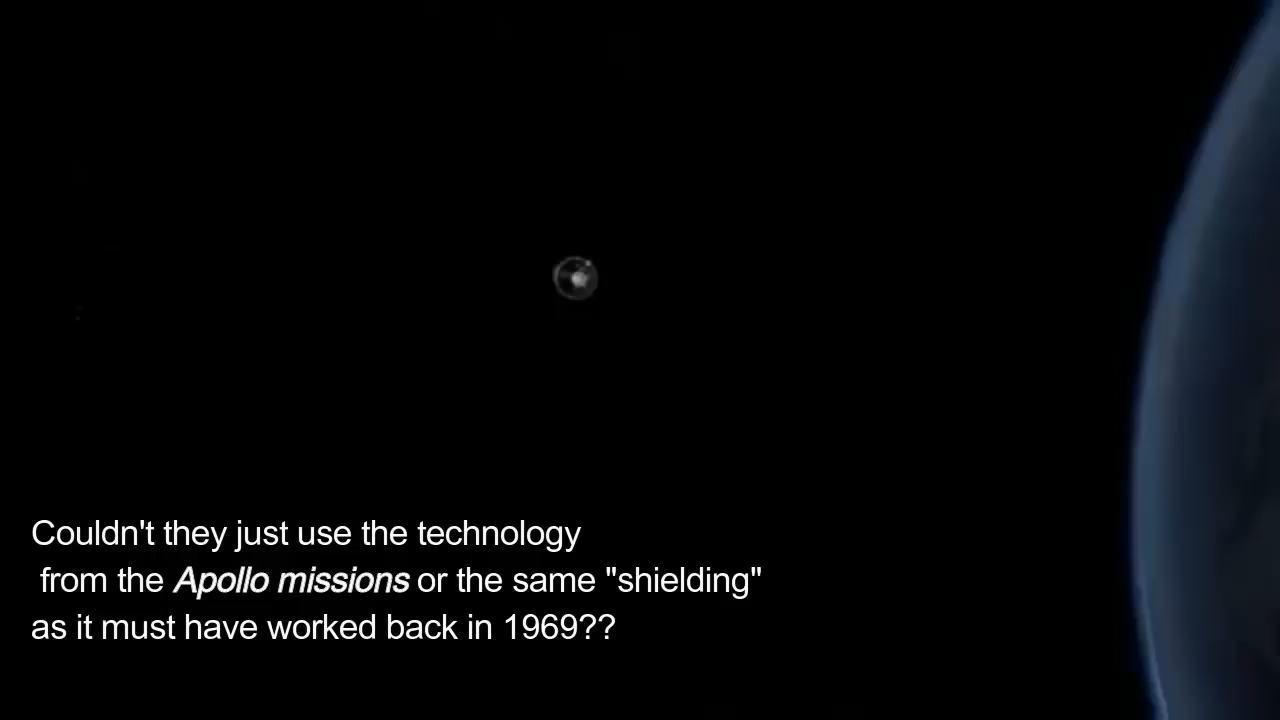 Couldn't they just use the technology
from the Apollo missions or the same "shielding"
as it must have worked back in 1969??